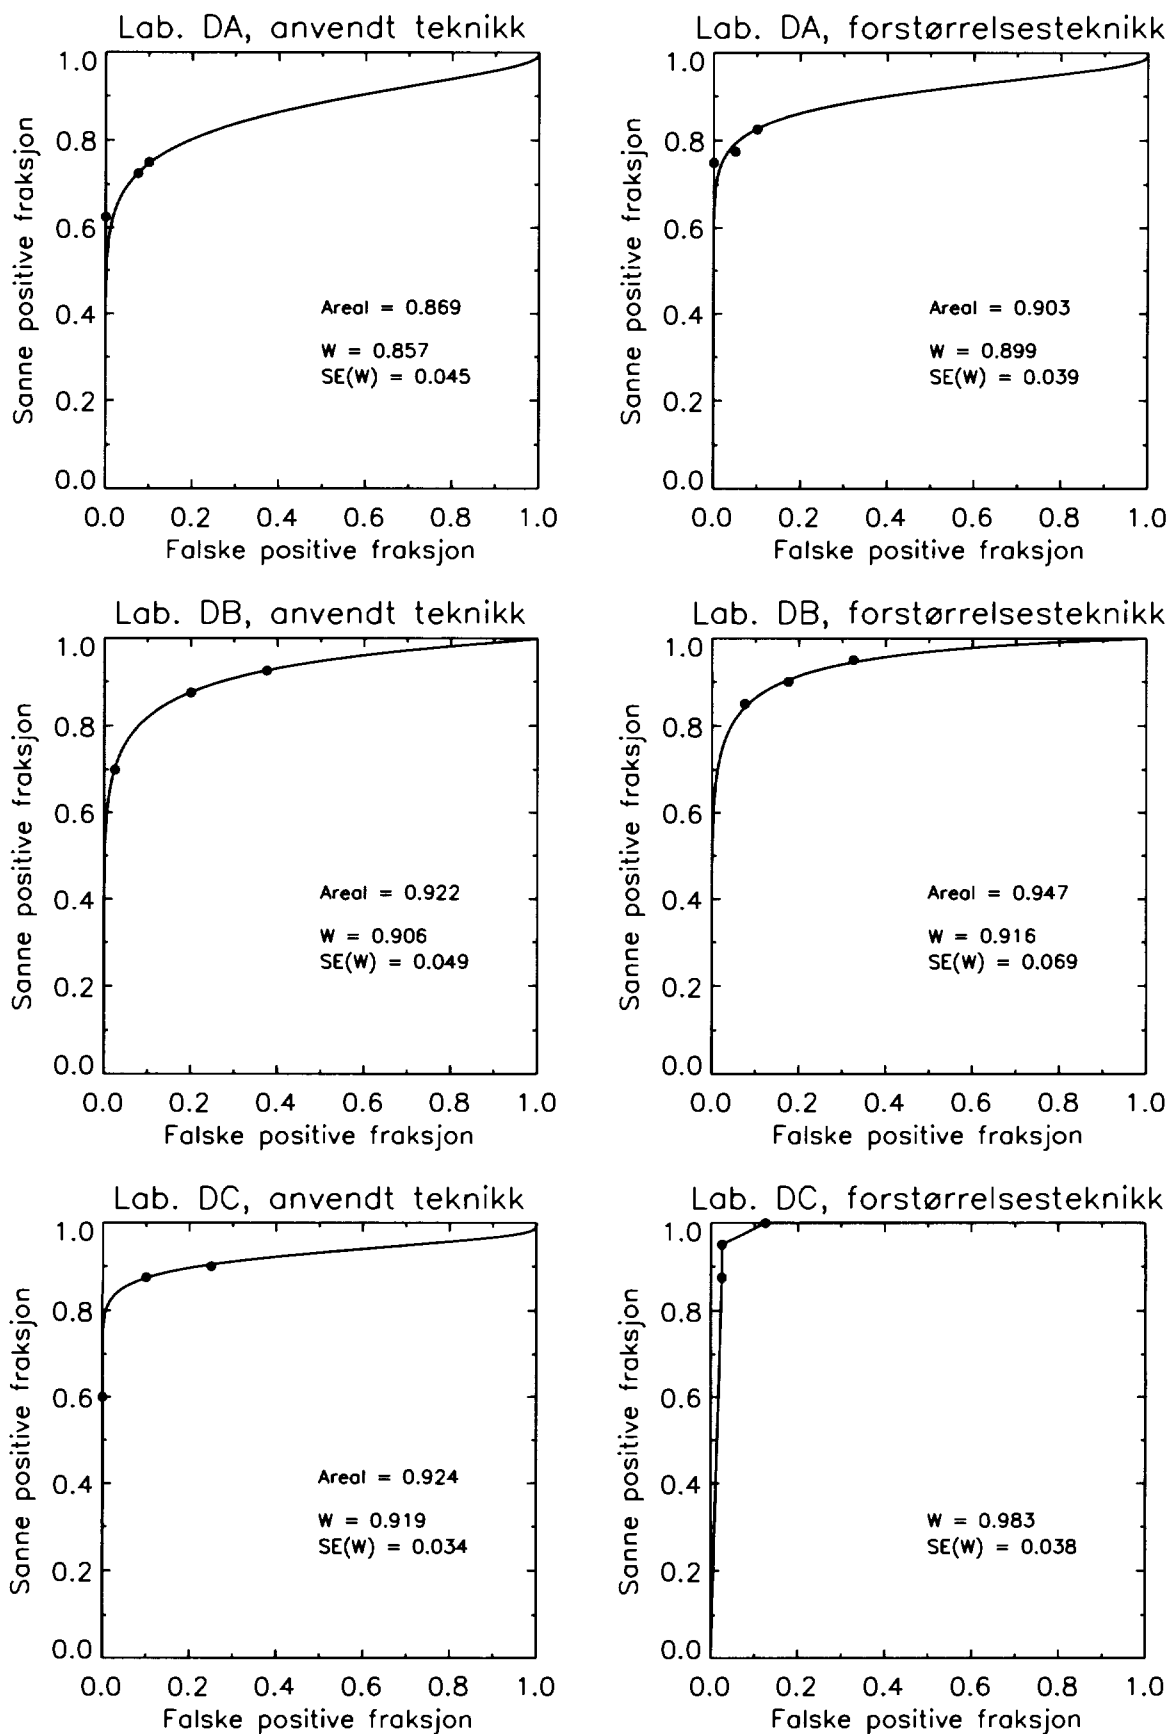 Lab. DA, anvendt teknikk
1.0
0.8
0.6
0.4
0.2
0.0
Sanne positive fraksjon
Areal = 0.869
W = 0.857
SE(W) = 0.045
0.0 0.2 0.4 0.6 0.8 1.0
Falske positive fraksjon
Lab. DA, forstørrelsesteknikk
1.0
0.8
0.6
0.4
0.2
0.0
Sanne positive fraksjon
Areal = 0.903
W = 0.899
SE(W) = 0.039
0.0 0.2 0.4 0.6 0.8 1.0
Falske positive fraksjon
Lab. DB, anvendt teknikk
1.0
0.8
0.6
0.4
0.2
0.0
Sanne positive fraksjon
Areal = 0.922
W = 0.906
SE(W) = 0.049
0.0 0.2 0.4 0.6 0.8 1.0
Falske positive fraksjon
Lab. DB, forstørrelsesteknikk
1.0
0.8
0.6
0.4
0.2
0.0
Sanne positive fraksjon
Areal = 0.947
W = 0.916
SE(W) = 0.069
0.0 0.2 0.4 0.6 0.8 1.0
Falske positive fraksjon
Lab. DC, anvendt teknikk
1.0
0.8
0.6
0.4
0.2
0.0
Sanne positive fraksjon
Areal = 0.924
W = 0.919
SE(W) = 0.034
0.0 0.2 0.4 0.6 0.8 1.0
Falske positive fraksjon
Lab. DC, forstørrelsesteknikk
1.0
0.8
0.6
0.4
0.2
0.0
Sanne positive fraksjon
W = 0.983
SE(W) = 0.038
0.0 0.2 0.4 0.6 0.8 1.0
Falske positive fraksjon